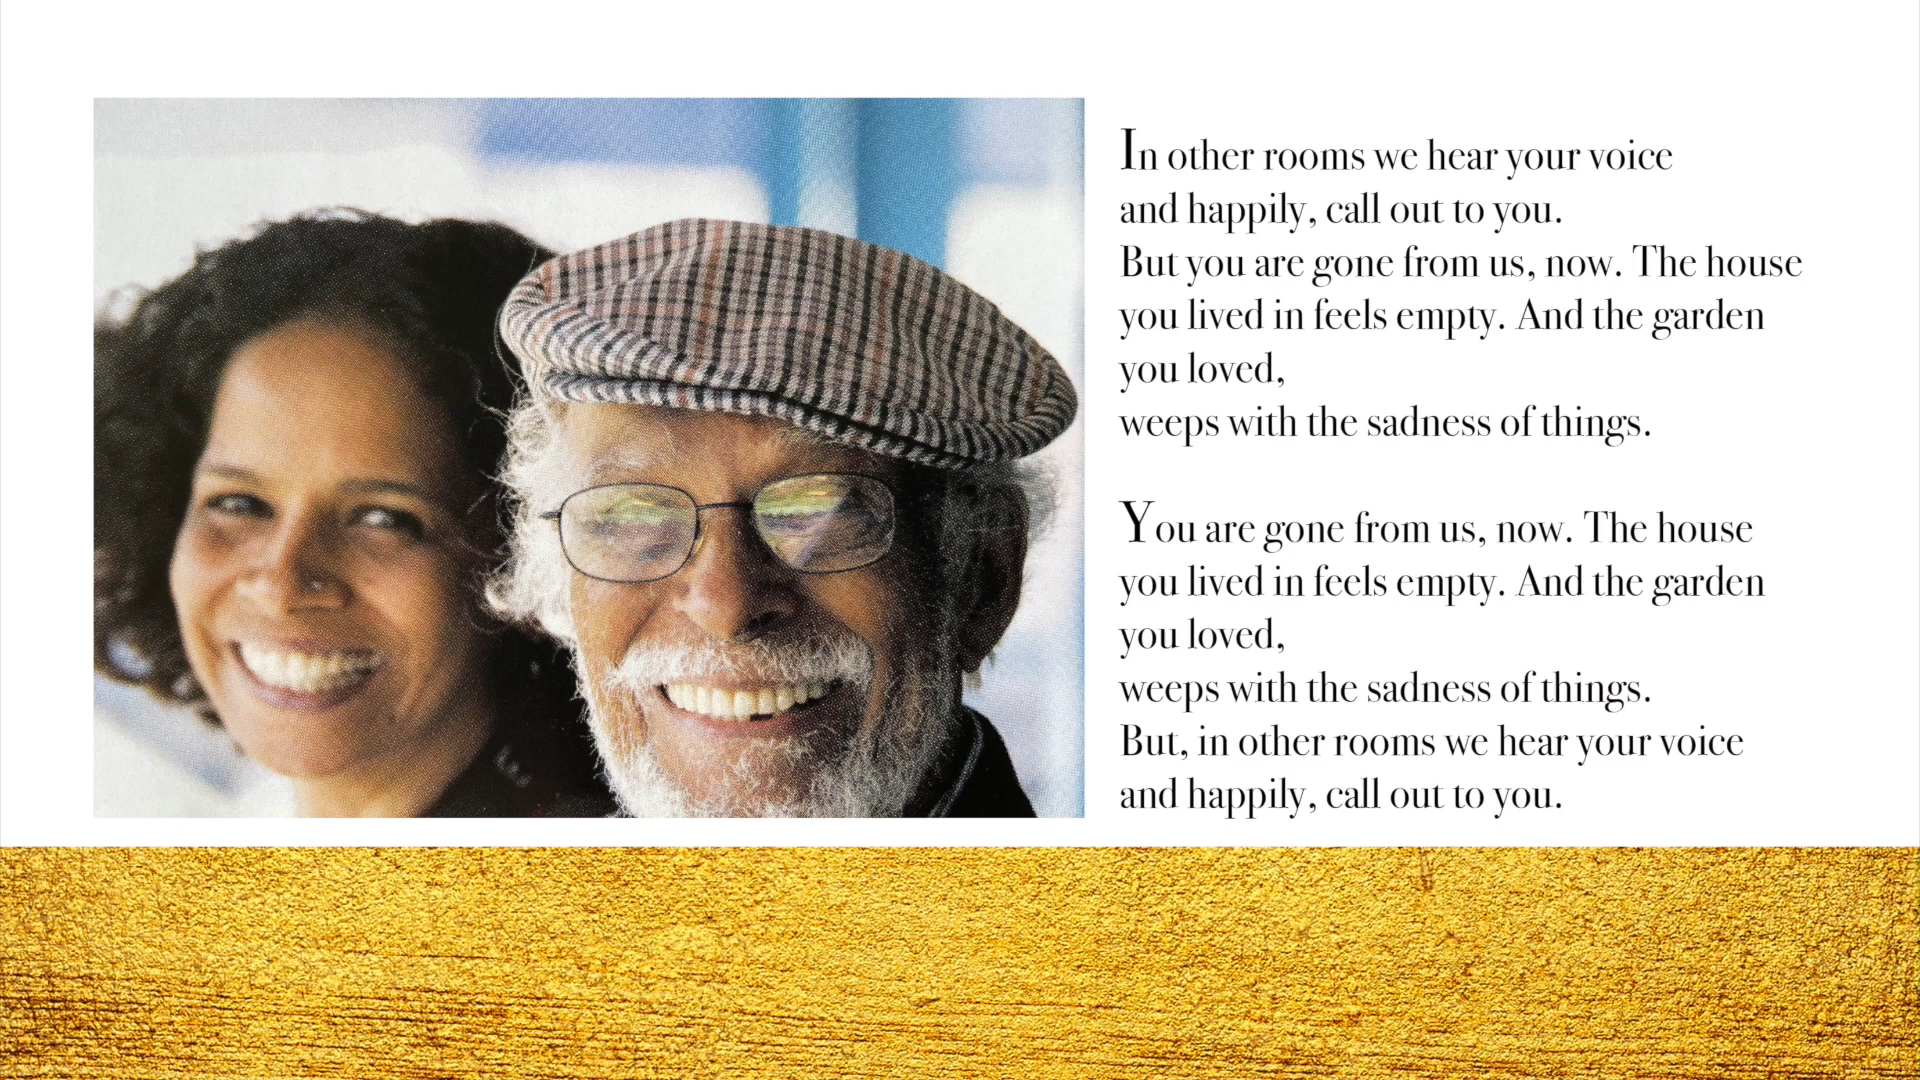 In other rooms we hear your voice
and happily, call out to you.
But you are gone from us, now. The house
you lived in feels empty. And the garden
you loved,
weeps with the sadness of things.
You are gone from us, now. The house
you lived in feels empty. And the garden
you loved,
weeps with the sadness of things.
But, in other rooms we hear your voice
and happily, call out to you.